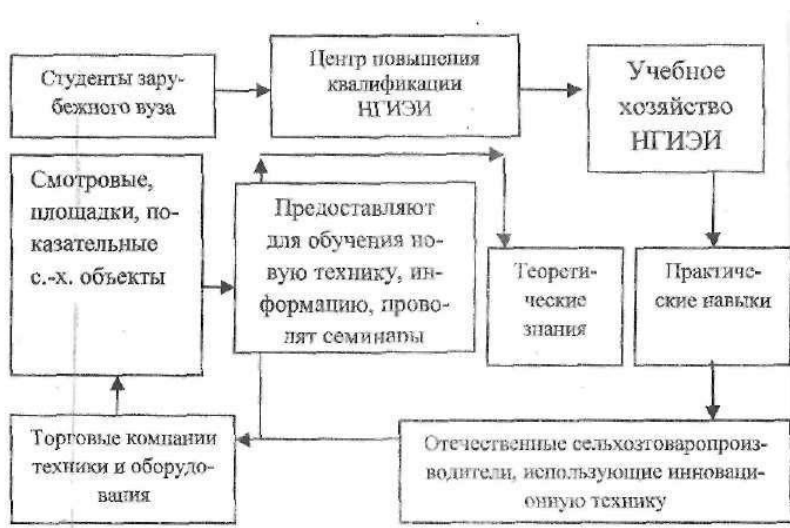 Студенты зару-
бежного вуза
Центр повышения
квалификации
НГИЭИ
Учебное
хозяйство
НГИЭИ
Смотровые,
площадки, по-
казательные
с.-х. объекты
Предоставляют
для обучения но-
вую технику, ин-
формацию, прово-
дят семинары
Теорети-
ческие
знания
Практиче-
ские навыки
Торговые компании
техники и оборудо-
вания
Отечественные сельхозтоваропроиз-
водители, использующие инноваци-
онную технику